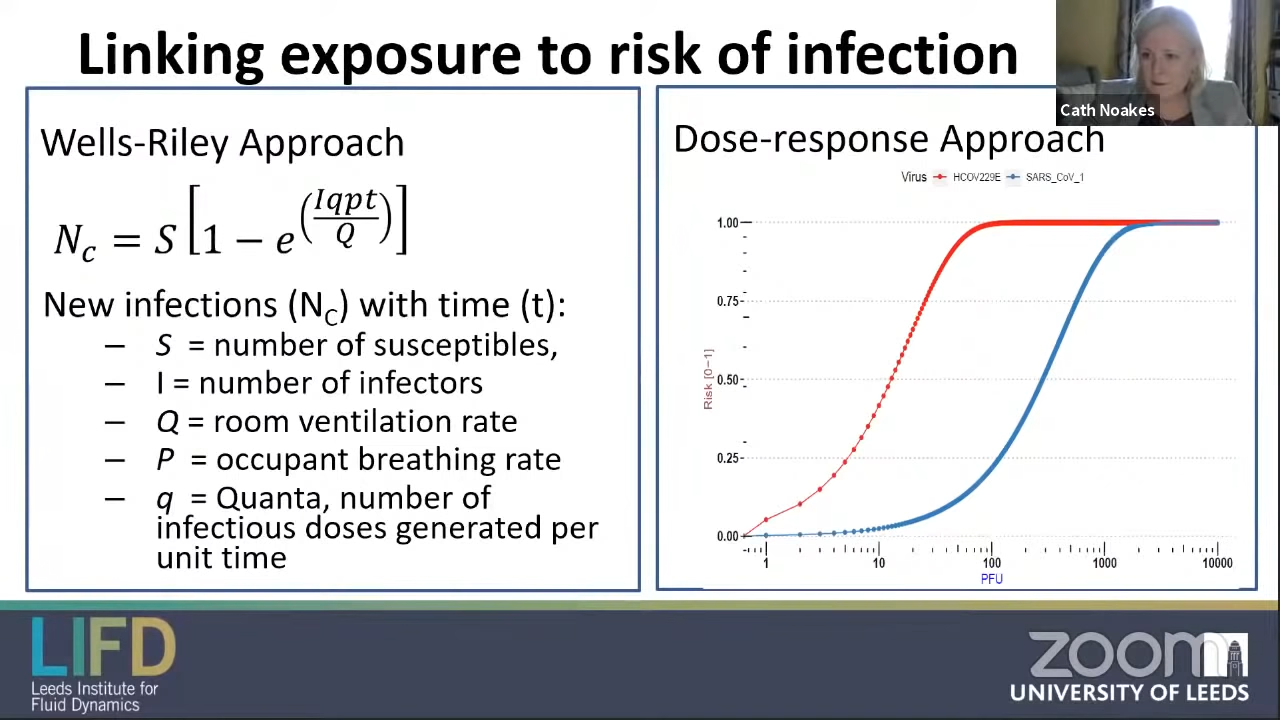 Linking exposure to risk of infection
Cath Noakes
Wells-Riley Approach
N_c = S [1 − e^(Iqpt/Q)]
New infections (N_C) with time (t):
– S = number of susceptibles,
– I = number of infectors
– Q = room ventilation rate
– P = occupant breathing rate
– q = Quanta, number of
infectious doses generated per
unit time
Dose-response Approach
Virus HCOV229E SARS_CoV_1
1.00
0.75
0.50
0.25
0.00
Risk [0–1]
1 10 100 1000 10000
PFU
LIFD
Leeds Institute for
Fluid Dynamics
zoom
UNIVERSITY OF LEEDS